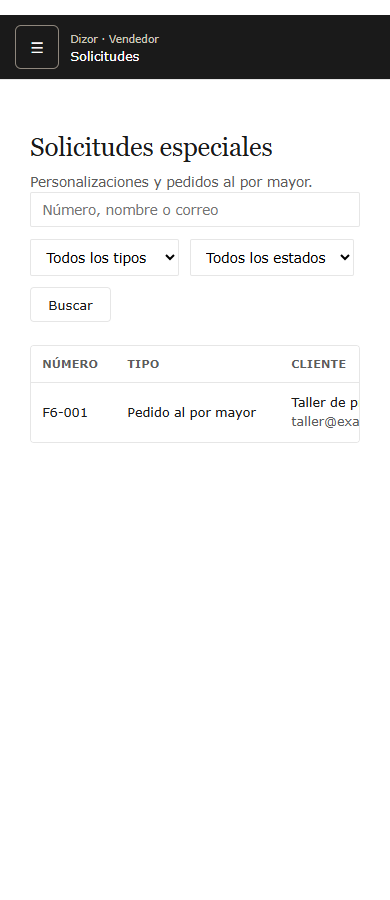 ☰
Dizor · Vendedor
Solicitudes
Solicitudes especiales
Personalizaciones y pedidos al por mayor.
Número, nombre o correo
Todos los tipos
Todos los estados
Buscar
NÚMERO TIPO CLIENTE
F6-001 Pedido al por mayor Taller de p
taller@exa